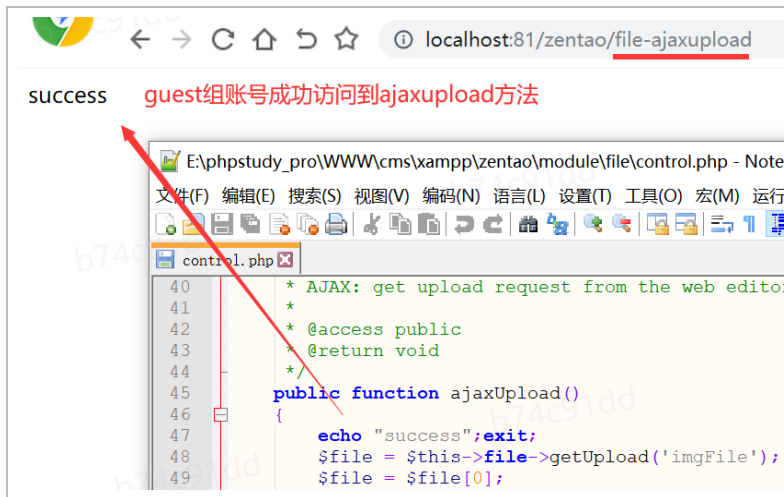 localhost:81/zentao/file-ajaxupload
success guest组账号成功访问到ajaxupload方法
E:\phpstudy_pro\WWW\cms\xampp\zentao\module\file\control.php - Note
文件(F) 编辑(E) 搜索(S) 视图(V) 编码(N) 语言(L) 设置(T) 工具(O) 宏(M) 运行
control.php
40 * AJAX: get upload request from the web editor
41 *
42 * @access public
43 * @return void
44 */
45 public function ajaxUpload()
46 {
47 echo "success";exit;
48 $file = $this->file->getUpload('imgFile');
49 $file = $file[0];
b74c91dd